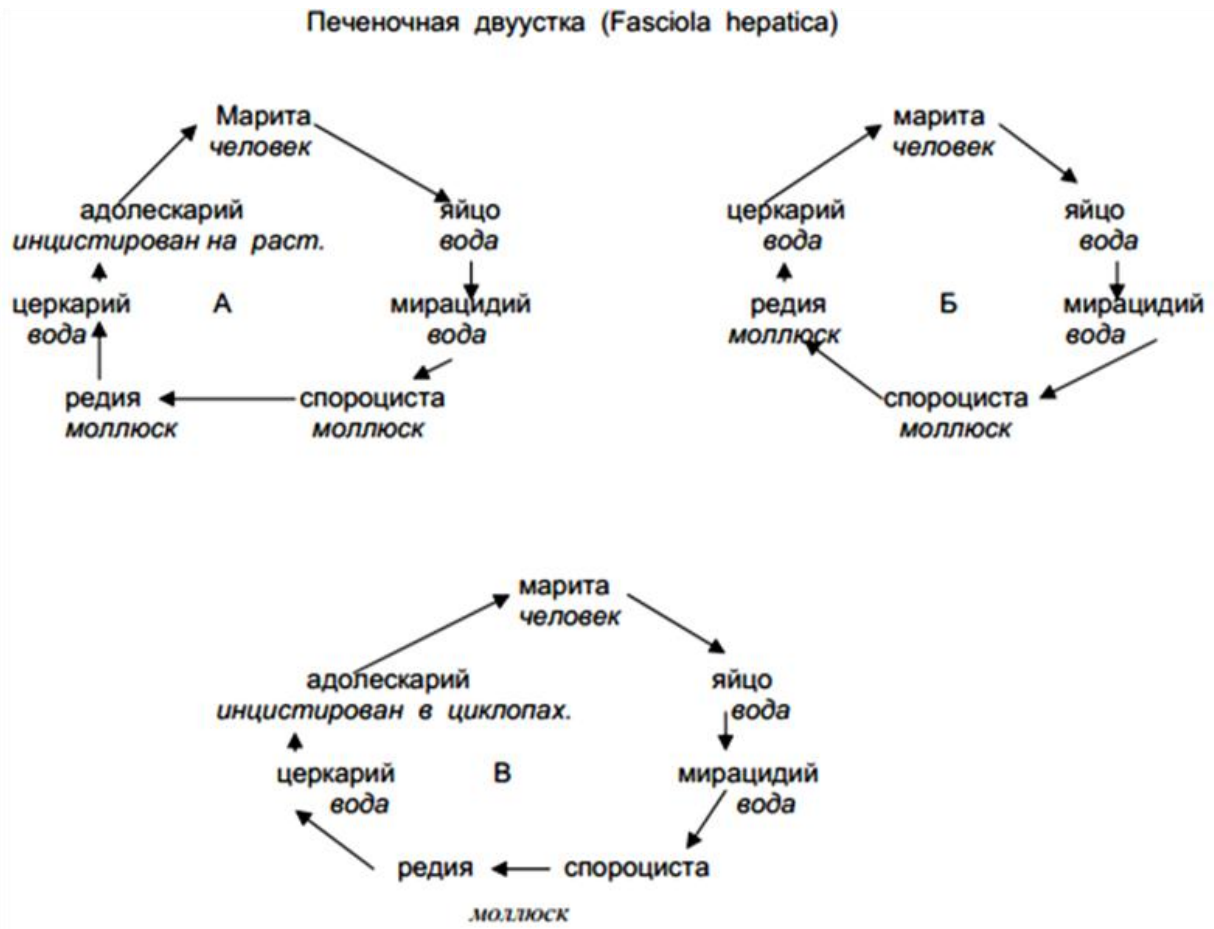 Печеночная двуустка (Fasciola hepatica)
Марита
человек
адолескарий
инцистирован на раст.
яйцо
вода
церкарий
вода
А
мирацидий
вода
редия
моллюск
спороциста
моллюск
марита
человек
церкарий
вода
яйцо
вода
редия
моллюск
Б
мирацидий
вода
спороциста
моллюск
марита
человек
адолескарий
инцистирован в циклопах.
яйцо
вода
церкарий
вода
В
мирацидий
вода
редия
спороциста
моллюск